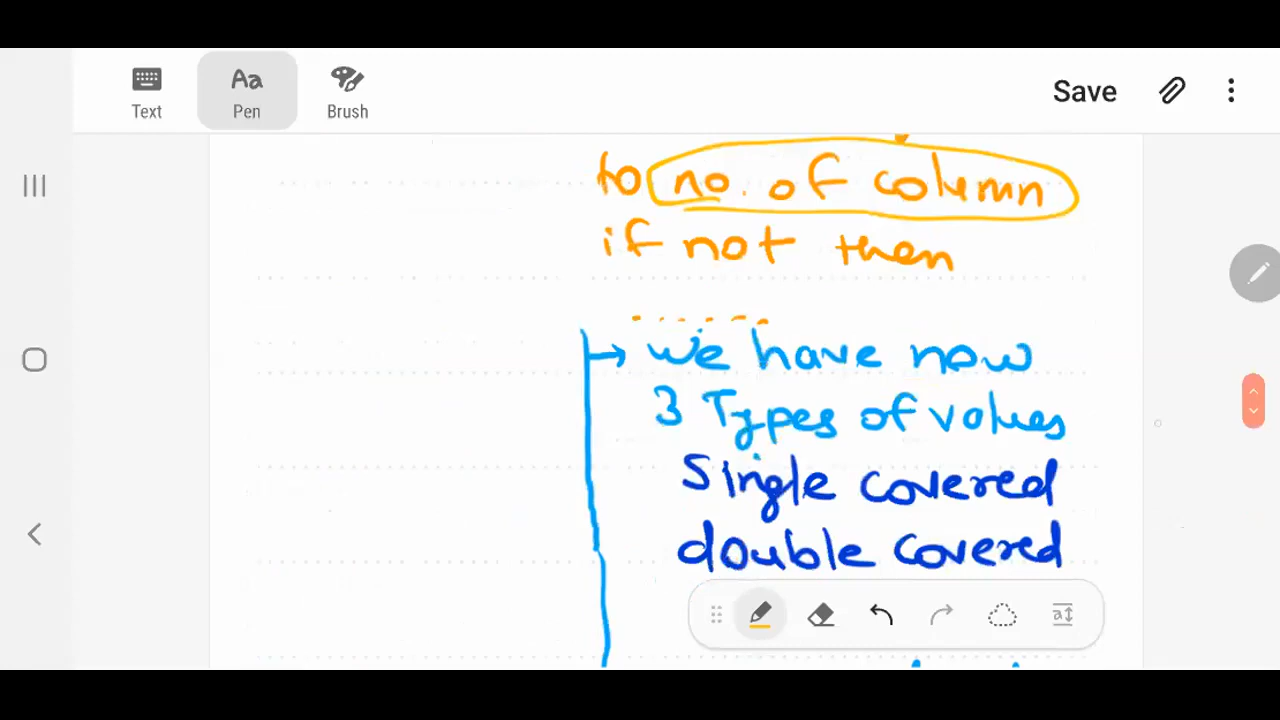 Text
Aa
Pen
Brush
Save
to no. of column
if not then
......
→ we have now
3 Types of values
Single covered
double covered
a